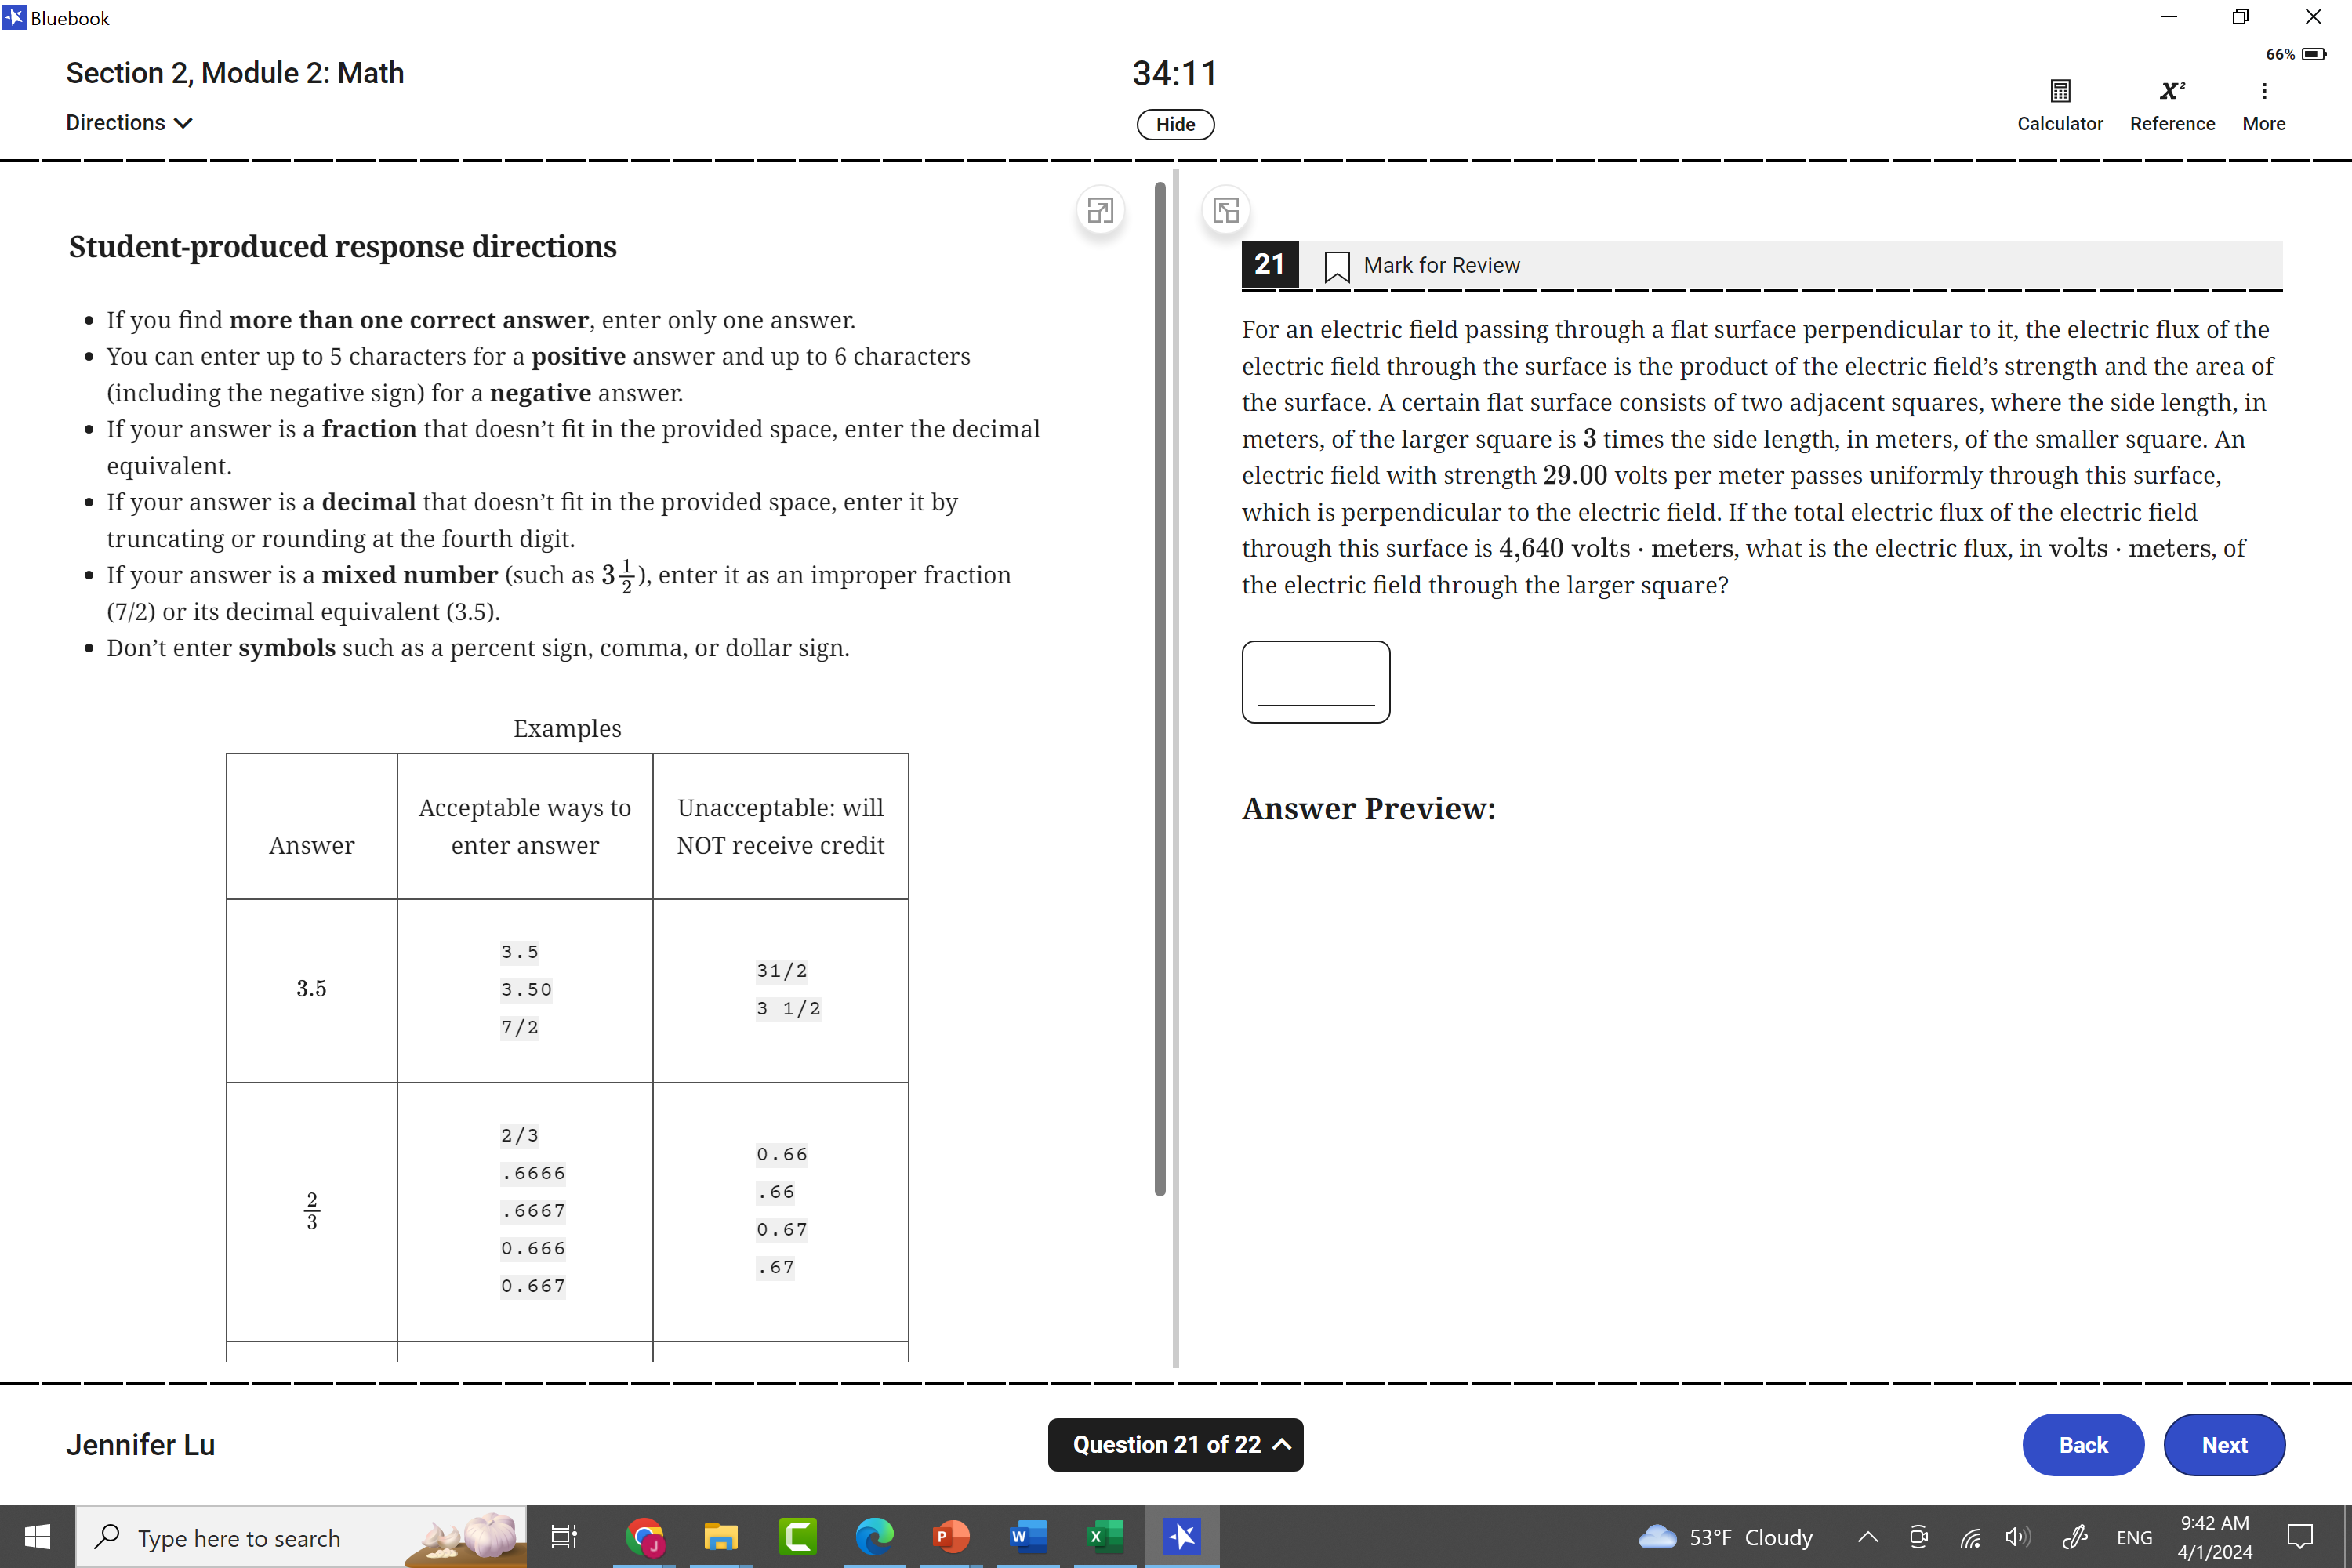 Bluebook
66%
Section 2, Module 2: Math
34:11
Directions
Hide
Calculator
x²
Reference
More
Student-produced response directions
• If you find more than one correct answer, enter only one answer.
• You can enter up to 5 characters for a positive answer and up to 6 characters
(including the negative sign) for a negative answer.
• If your answer is a fraction that doesn’t fit in the provided space, enter the decimal
equivalent.
• If your answer is a decimal that doesn’t fit in the provided space, enter it by
truncating or rounding at the fourth digit.
• If your answer is a mixed number (such as 3 1/2), enter it as an improper fraction
(7/2) or its decimal equivalent (3.5).
• Don’t enter symbols such as a percent sign, comma, or dollar sign.
Examples
Answer
Acceptable ways to
enter answer
Unacceptable: will
NOT receive credit
3.5
3.5
3.50
7/2
31/2
3 1/2
2/3
2/3
.6666
.6667
0.666
0.667
0.66
.66
0.67
.67
21
Mark for Review
For an electric field passing through a flat surface perpendicular to it, the electric flux of the
electric field through the surface is the product of the electric field’s strength and the area of
the surface. A certain flat surface consists of two adjacent squares, where the side length, in
meters, of the larger square is 3 times the side length, in meters, of the smaller square. An
electric field with strength 29.00 volts per meter passes uniformly through this surface,
which is perpendicular to the electric field. If the total electric flux of the electric field
through this surface is 4,640 volts · meters, what is the electric flux, in volts · meters, of
the electric field through the larger square?
Answer Preview:
Jennifer Lu
Question 21 of 22
Back
Next
Type here to search
J
C
P
W
X
53°F Cloudy
ENG
9:42 AM
4/1/2024